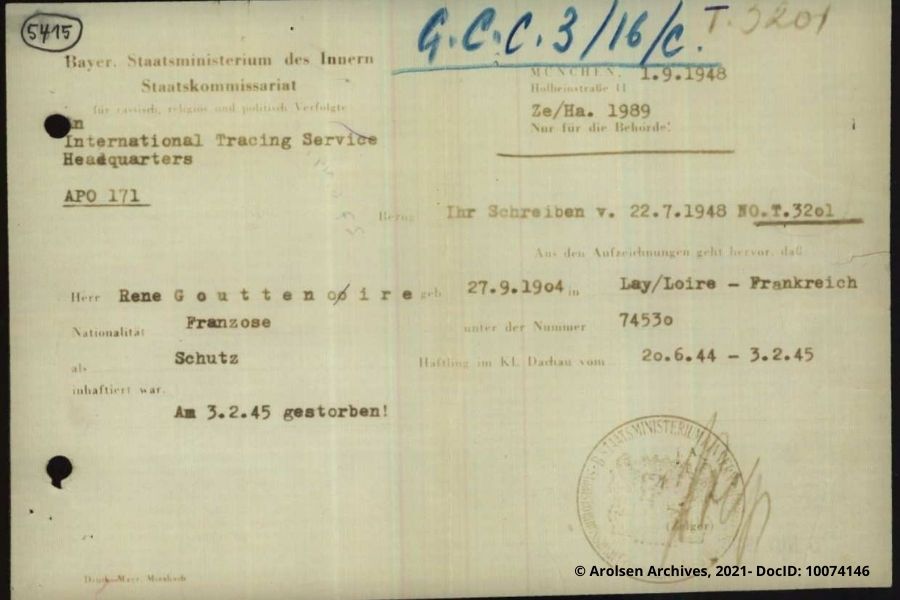 5415
G.C.C.3/16/C.
T.3201
Bayer. Staatsministerium des Innern
Staatskommissariat
für rassisch, religiös und politisch Verfolgte
MÜNCHEN, 1.9.1948
Holbeinstraße 11
Ze/Ha. 1989
Nur für die Behörde!
An
International Tracing Service
Headquarters
APO 171
Bezug Ihr Schreiben v. 22.7.1948 NO.T.32o1
Aus den Aufzeichnungen geht hervor, daß
Herr Rene Gouttenooire geb 27.9.19o4 in Lay/Loire - Frankreich
Nationalität Franzose unter der Nummer 7453o
als Schutz Häftling im KL Dachau vom 2o.6.44 - 3.2.45
inhaftiert war.
Am 3.2.45 gestorben!
(Zeiger)
© Arolsen Archives, 2021- DocID: 10074146